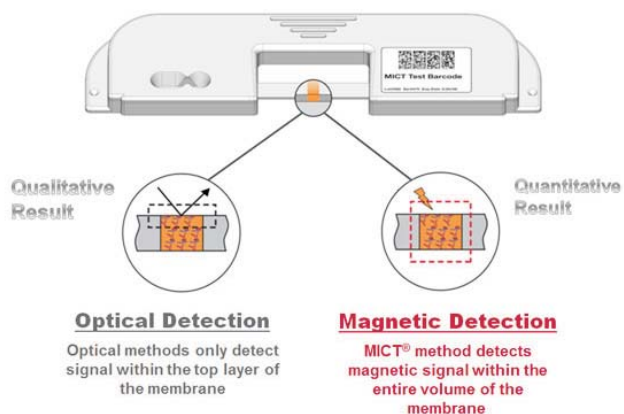 MICT Test Barcode
Qualitative
Result
Quantitative
Result
Optical Detection
Optical methods only detect
signal within the top layer of
the membrane
Magnetic Detection
MICT® method detects
magnetic signal within the
entire volume of the
membrane